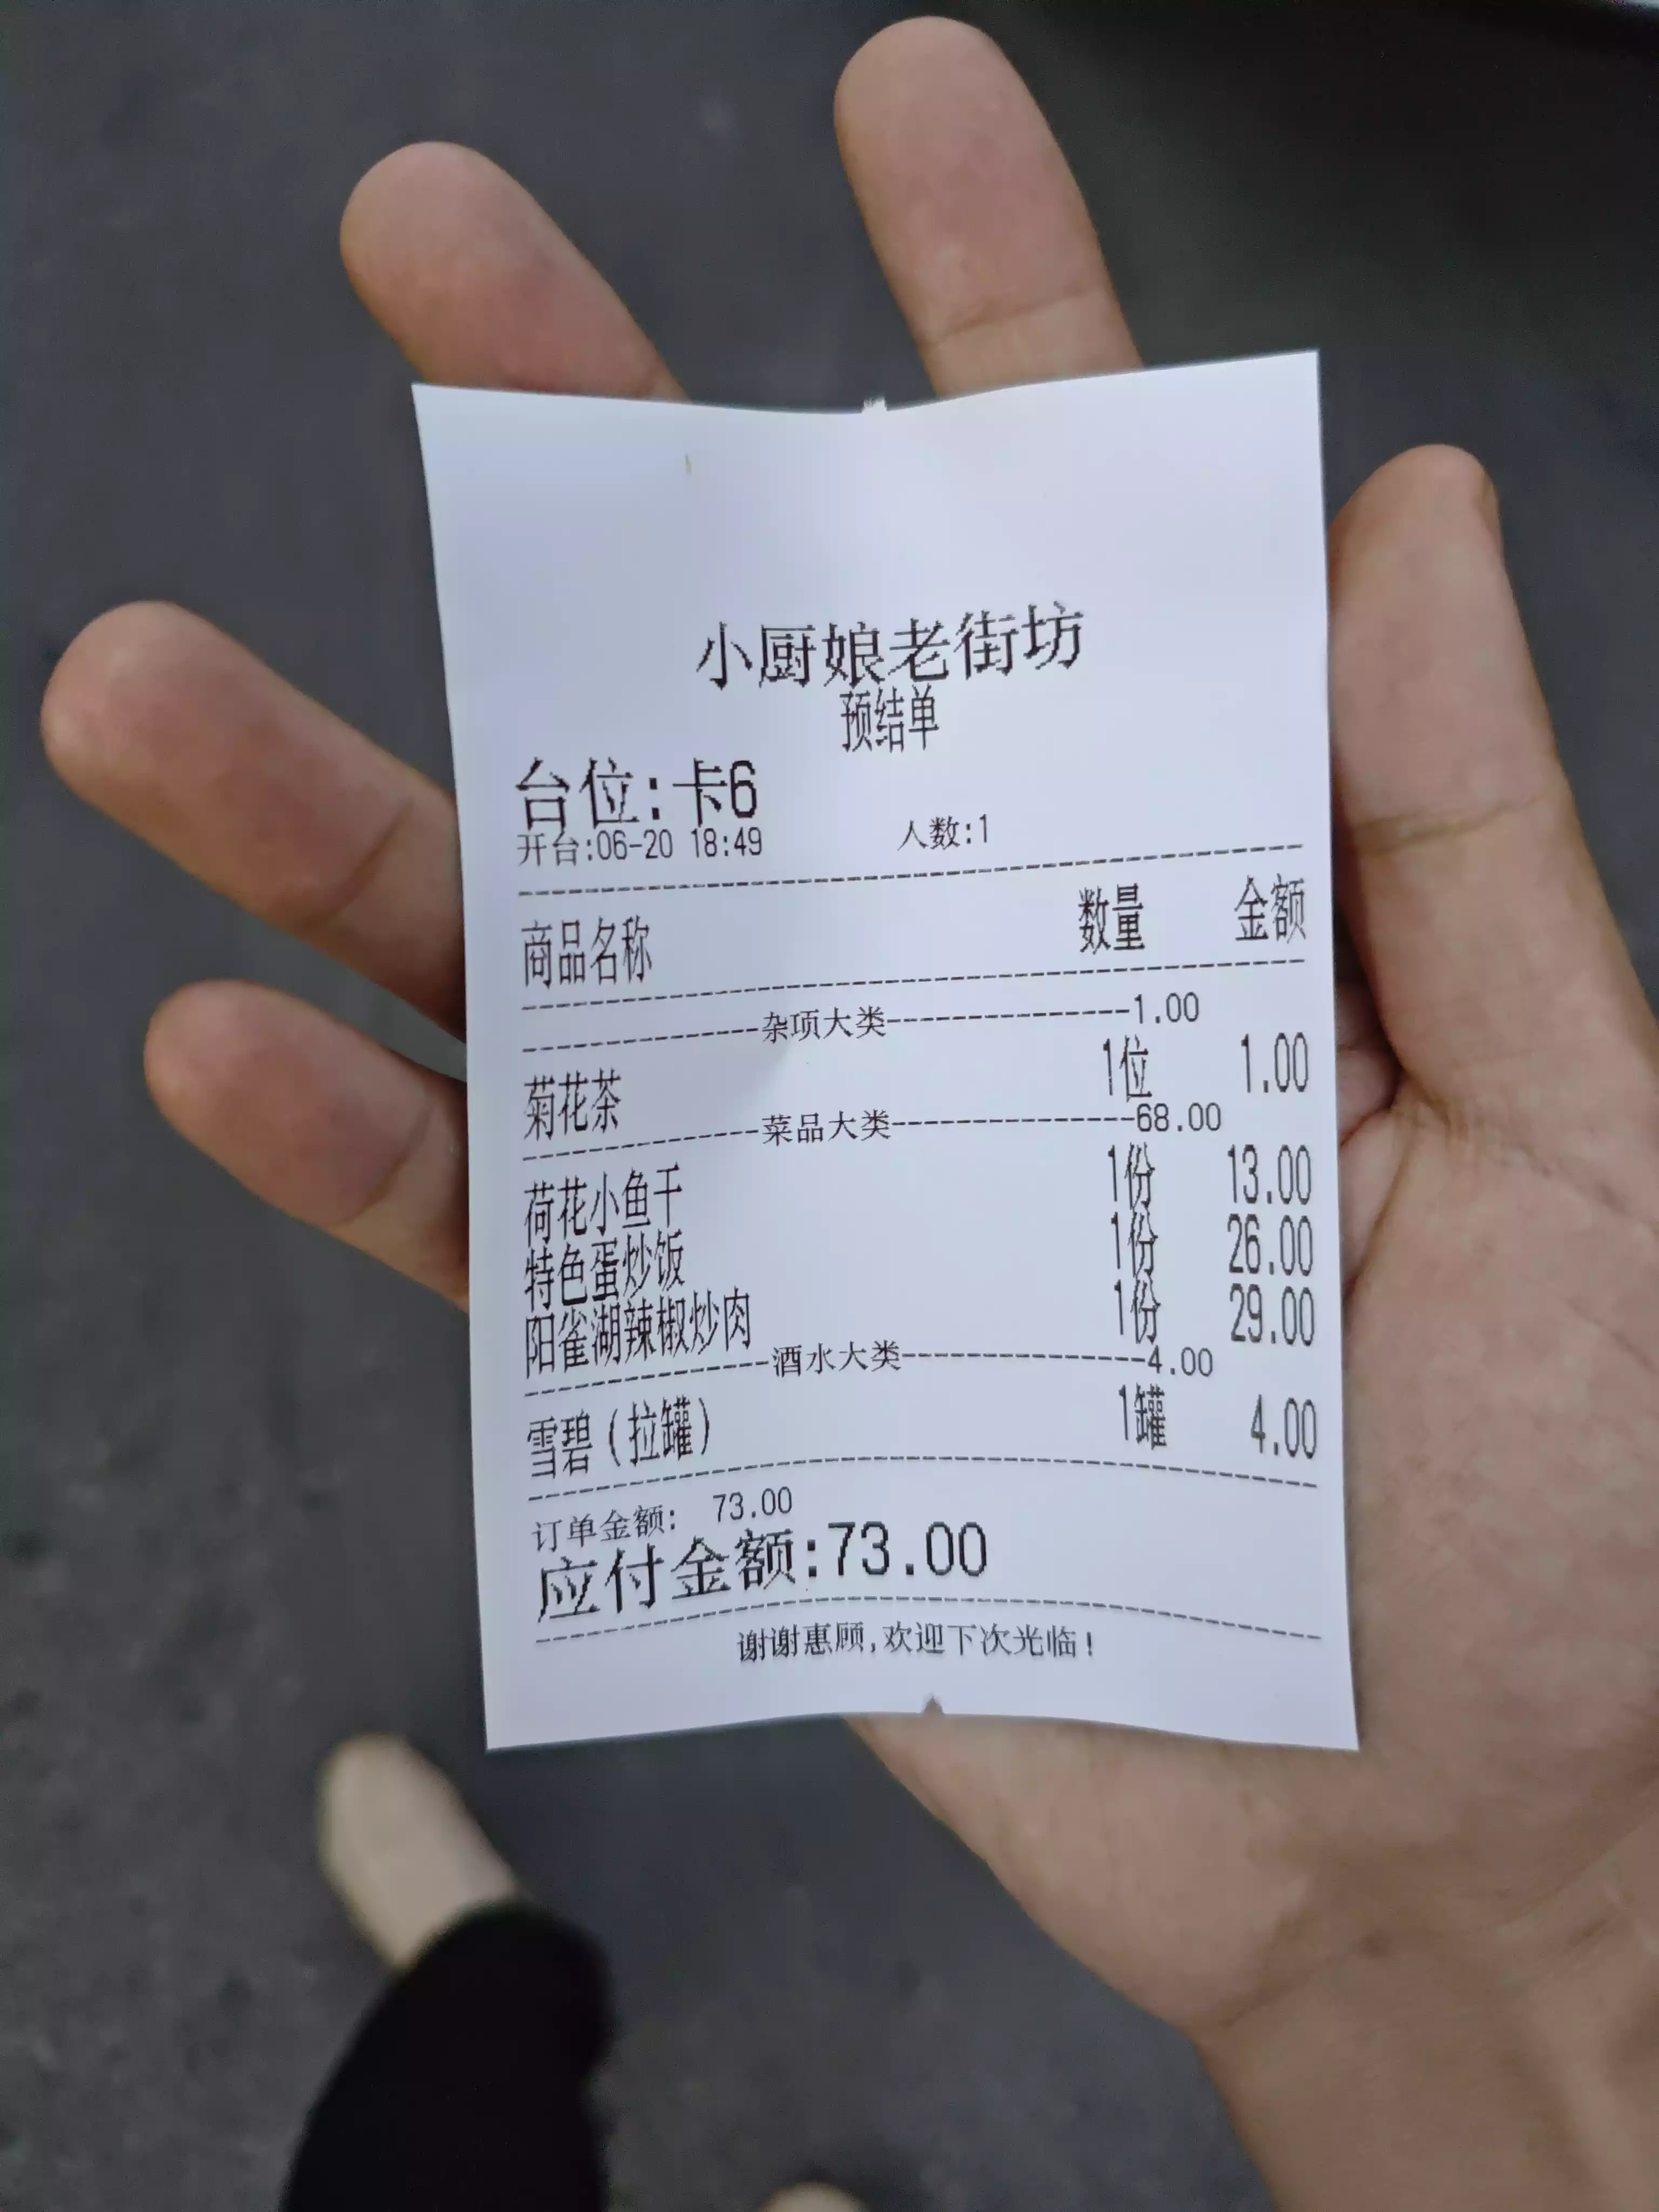 小厨娘老街坊
预结单
台位:卡6
开台:06-20 18:49 人数:1
商品名称 数量 金额
------------杂项大类--------------1.00
菊花茶 1位 1.00
------------菜品大类--------------68.00
荷花小鱼干 1份 13.00
特色蛋炒饭 1份 26.00
阳雀湖辣椒炒肉 1份 29.00
------------酒水大类--------------4.00
雪碧(拉罐) 1罐 4.00
订单金额: 73.00
应付金额:73.00
谢谢惠顾,欢迎下次光临!